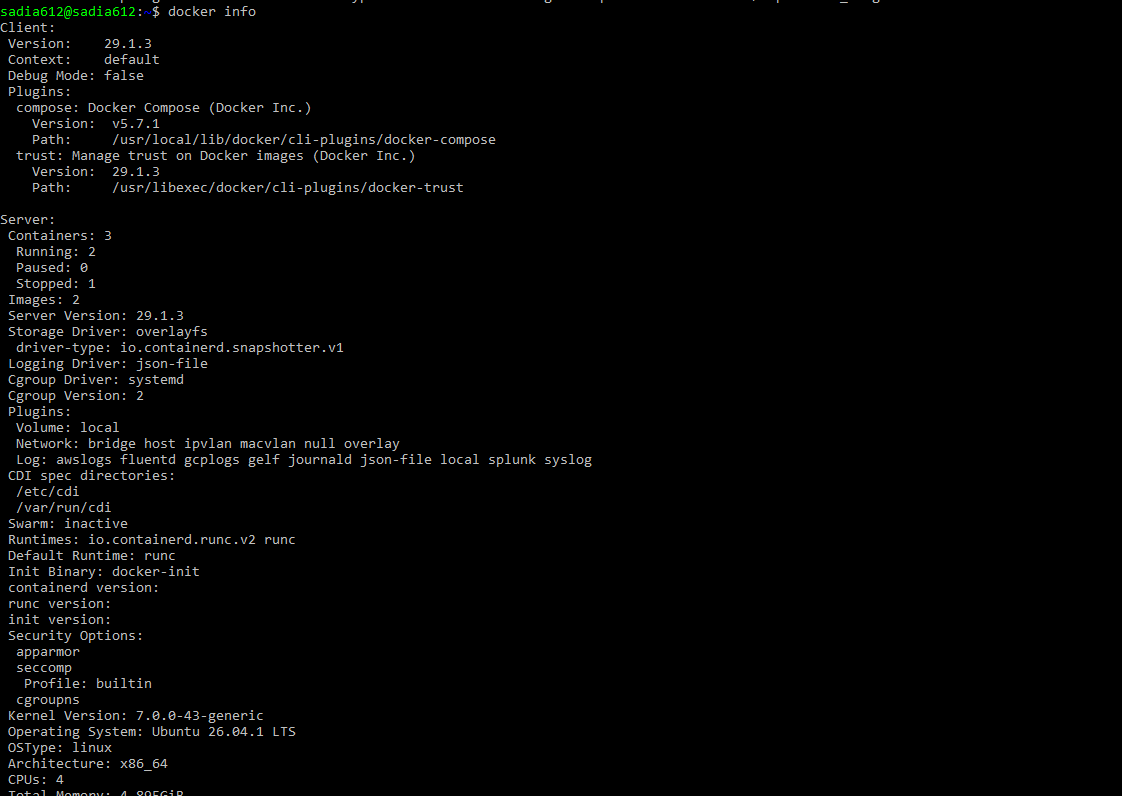 sadia612@sadia612:~$ docker info
Client:
 Version:    29.1.3
 Context:    default
 Debug Mode: false
 Plugins:
  compose: Docker Compose (Docker Inc.)
    Version:  v5.7.1
    Path:     /usr/local/lib/docker/cli-plugins/docker-compose
  trust: Manage trust on Docker images (Docker Inc.)
    Version:  29.1.3
    Path:     /usr/libexec/docker/cli-plugins/docker-trust

Server:
 Containers: 3
  Running: 2
  Paused: 0
  Stopped: 1
 Images: 2
 Server Version: 29.1.3
 Storage Driver: overlayfs
  driver-type: io.containerd.snapshotter.v1
 Logging Driver: json-file
 Cgroup Driver: systemd
 Cgroup Version: 2
 Plugins:
  Volume: local
  Network: bridge host ipvlan macvlan null overlay
  Log: awslogs fluentd gcplogs gelf journald json-file local splunk syslog
 CDI spec directories:
  /etc/cdi
  /var/run/cdi
 Swarm: inactive
 Runtimes: io.containerd.runc.v2 runc
 Default Runtime: runc
 Init Binary: docker-init
 containerd version:
 runc version:
 init version:
 Security Options:
  apparmor
  seccomp
   Profile: builtin
  cgroupns
 Kernel Version: 7.0.0-43-generic
 Operating System: Ubuntu 26.04.1 LTS
 OSType: linux
 Architecture: x86_64
 CPUs: 4
 Total Memory: 4.895GiB